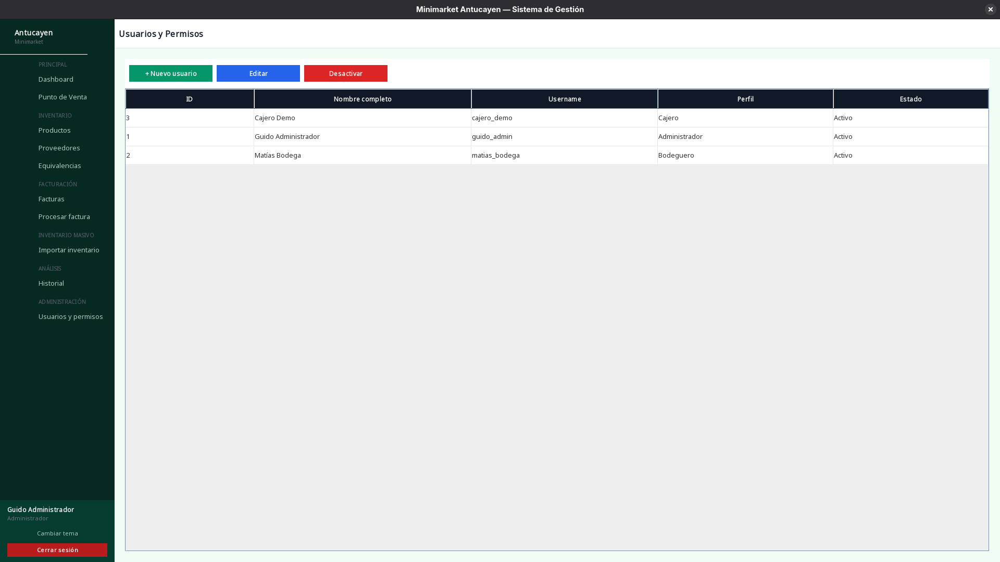 Minimarket Antucayen — Sistema de Gestión
Antucayen
Minimarket
PRINCIPAL
Dashboard
Punto de Venta
INVENTARIO
Productos
Proveedores
Equivalencias
FACTURACIÓN
Facturas
Procesar factura
INVENTARIO MASIVO
Importar inventario
ANÁLISIS
Historial
ADMINISTRACIÓN
Usuarios y permisos
Guido Administrador
Administrador
Cambiar tema
Cerrar sesión
Usuarios y Permisos
+ Nuevo usuario Editar Desactivar
ID Nombre completo Username Perfil Estado
3 Cajero Demo cajero_demo Cajero Activo
1 Guido Administrador guido_admin Administrador Activo
2 Matías Bodega matias_bodega Bodeguero Activo